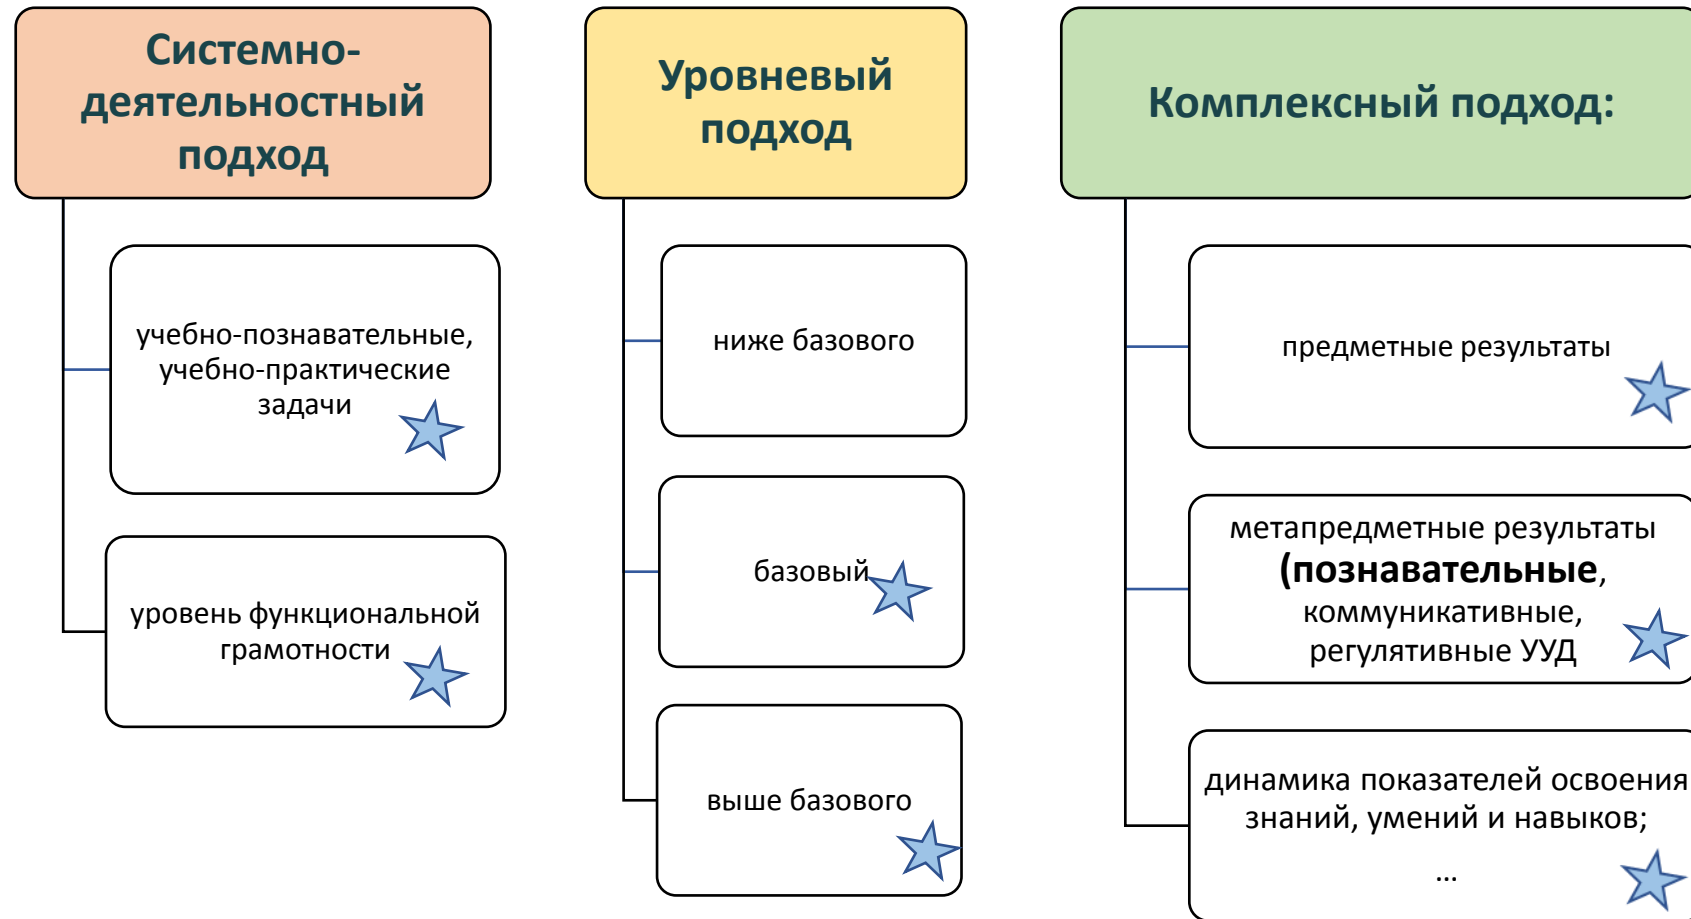 Системно-
деятельностный
подход
учебно-познавательные,
учебно-практические
задачи
уровень функциональной
грамотности
Уровневый
подход
ниже базового
базовый
выше базового
Комплексный подход:
предметные результаты
метапредметные результаты
(познавательные,
коммуникативные,
регулятивные УУД
динамика показателей освоения
знаний, умений и навыков;
...